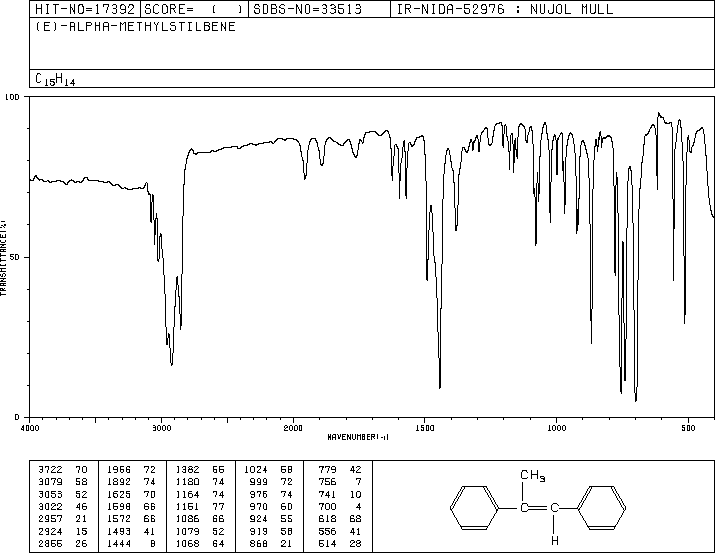 HIT-NO=17392 SCORE= ( ) SDBS-NO=33513 IR-NIDA-52976 : NUJOL MULL
(E)-ALPHA-METHYLSTILBENE
C15H14
100
50
0
TRANSMITTANCE(%)
4000 3000 2000 1500 1000 500
WAVENUMBER(-1)
3722 70 1956 72 1382 55 1024 58 779 42
3079 58 1892 74 1180 74 999 72 756 7
3053 52 1625 70 1164 74 975 74 741 10
3022 46 1598 66 1151 77 970 60 700 4
2957 21 1572 66 1086 66 924 55 618 68
2924 15 1493 41 1079 52 919 58 556 41
2855 26 1444 8 1068 64 868 21 514 28
CH3
C=C
H